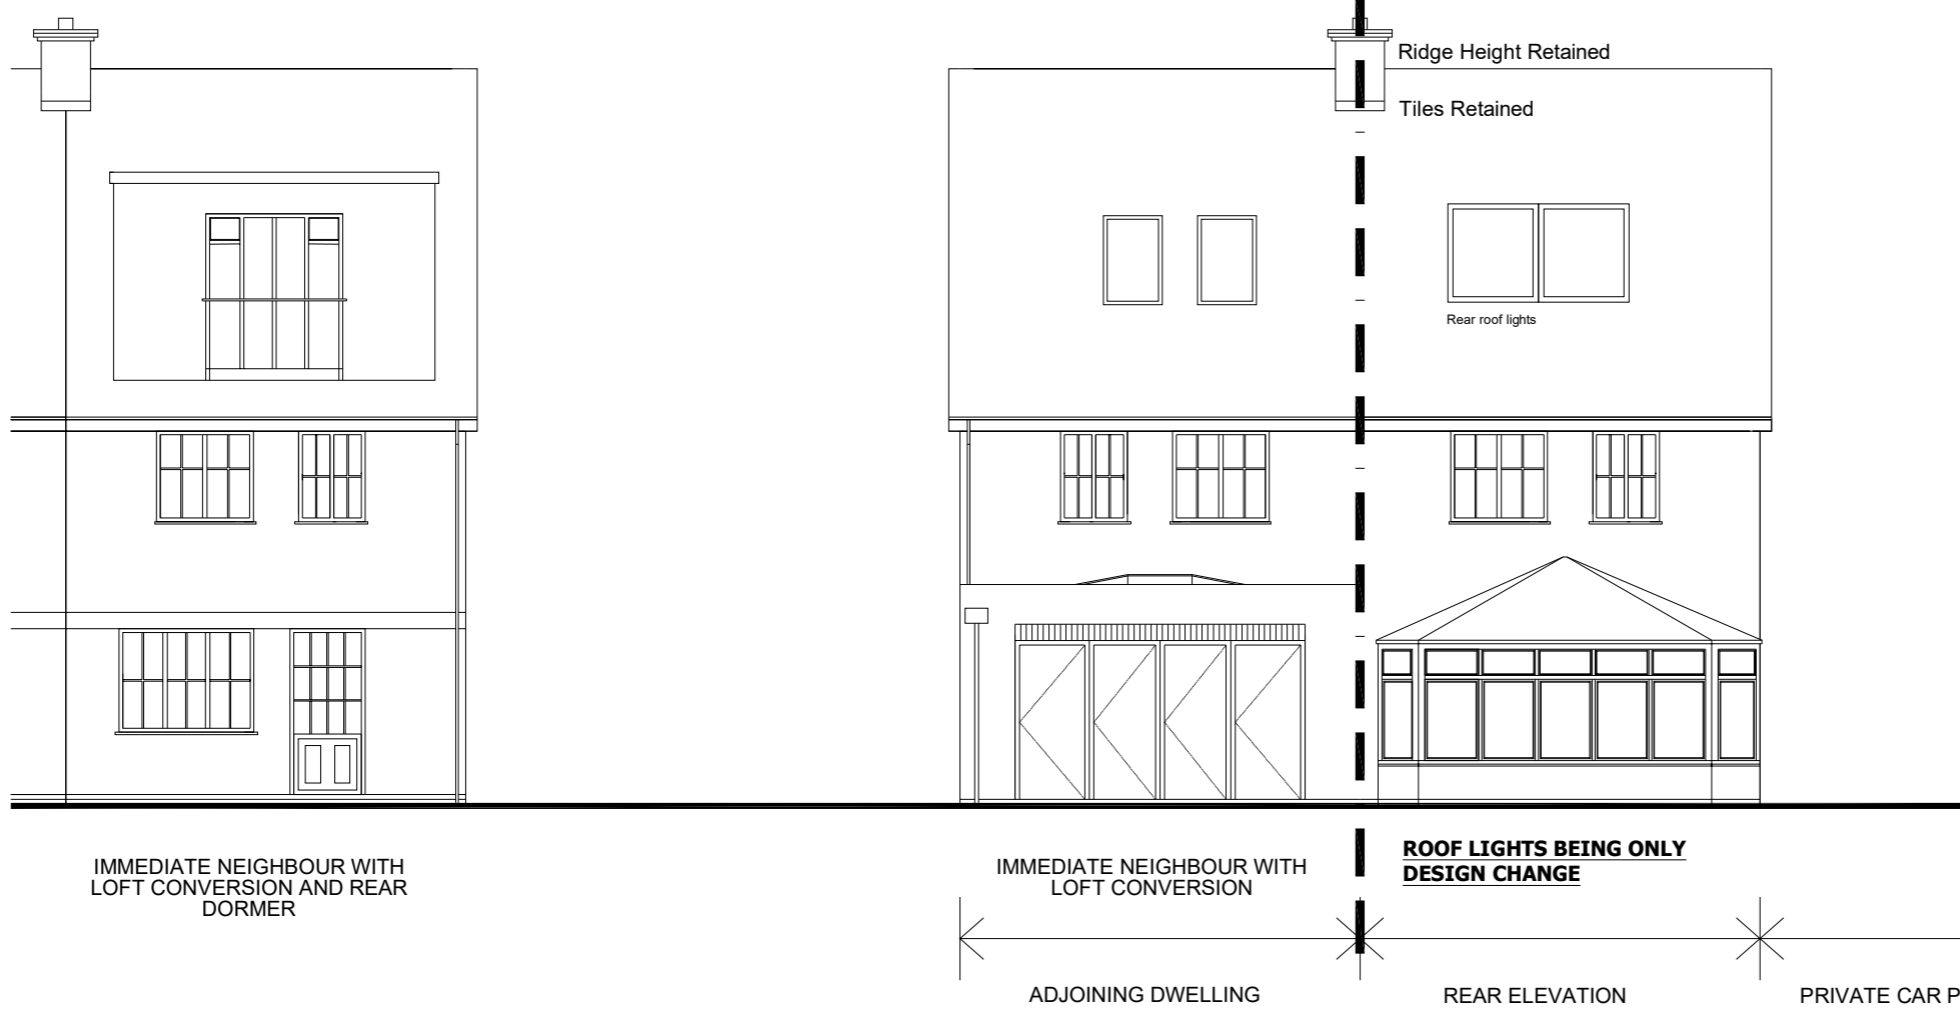 Ridge Height Retained
Tiles Retained
Rear roof lights
IMMEDIATE NEIGHBOUR WITH
LOFT CONVERSION AND REAR
DORMER
IMMEDIATE NEIGHBOUR WITH
LOFT CONVERSION
ROOF LIGHTS BEING ONLY
DESIGN CHANGE
ADJOINING DWELLING
REAR ELEVATION
PRIVATE CAR P